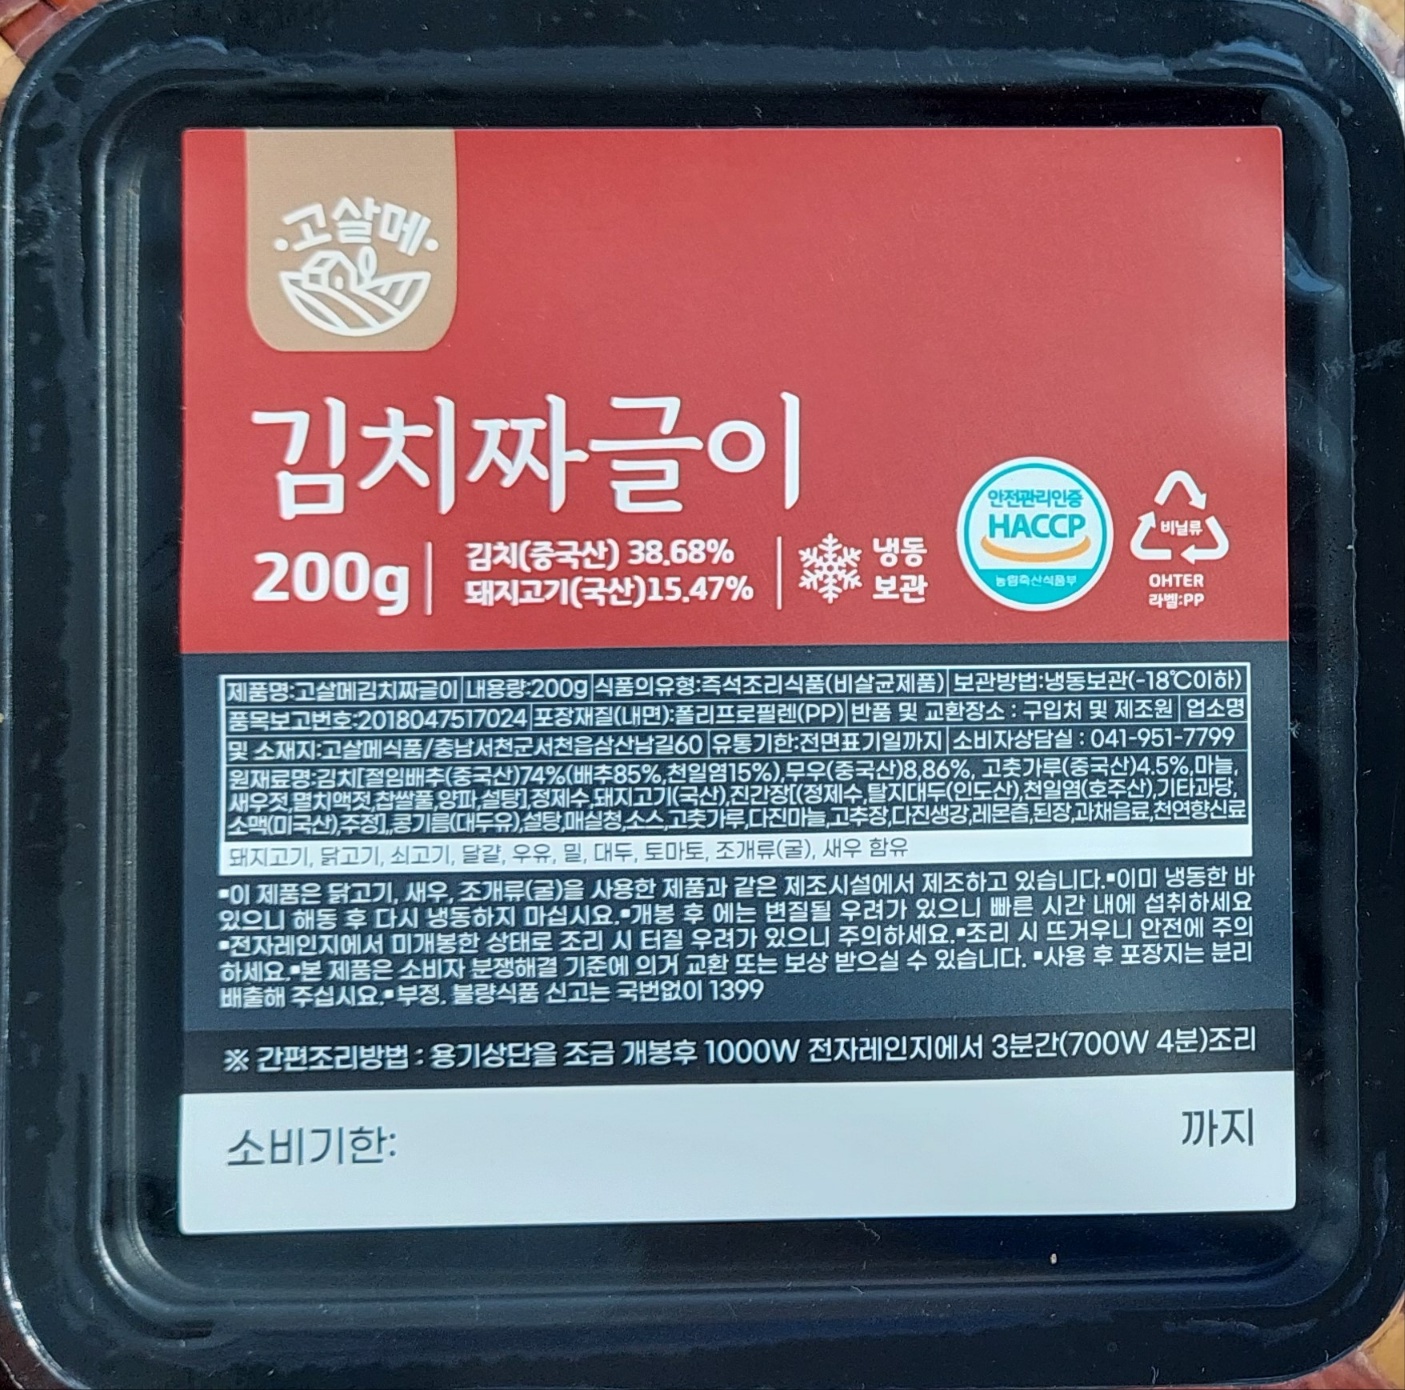 ·고살메·
김치짜글이
200g
김치(중국산) 38.68%
돼지고기(국산)15.47%
냉동
보관
안전관리인증
HACCP
농림축산식품부
비닐류
OHTER
라벨:PP
제품명:고살메김치짜글이 내용량:200g 식품의유형:즉석조리식품(비살균제품) 보관방법:냉동보관(-18℃이하)
품목보고번호:2018047517024 포장재질(내면):폴리프로필렌(PP) 반품 및 교환장소 : 구입처 및 제조원 업소명
및 소재지:고살메식품/충남서천군서천읍삼산남길60 유통기한:전면표기일까지 소비자상담실 : 041-951-7799
원재료명:김치[절임배추(중국산)74%(배추85%,천일염15%),무우(중국산)8,86%, 고춧가루(중국산)4.5%,마늘,
새우젓,멸치액젓,찹쌀풀,양파,설탕],정제수,돼지고기(국산),진간장[(정제수,탈지대두(인도산),천일염(호주산),기타과당,
소맥(미국산),주정],,콩기름(대두유),설탕,매실청,소스,고춧가루,다진마늘,고추장,다진생강,레몬즙,된장,과채음료,천연향신료
돼지고기, 닭고기, 쇠고기, 달걀, 우유, 밀, 대두, 토마토, 조개류(굴), 새우 함유
▪이 제품은 닭고기, 새우, 조개류(굴)을 사용한 제품과 같은 제조시설에서 제조하고 있습니다.▪이미 냉동한 바
있으니 해동 후 다시 냉동하지 마십시요.▪개봉 후 에는 변질될 우려가 있으니 빠른 시간 내에 섭취하세요
▪전자레인지에서 미개봉한 상태로 조리 시 터질 우려가 있으니 주의하세요.▪조리 시 뜨거우니 안전에 주의
하세요.▪본 제품은 소비자 분쟁해결 기준에 의거 교환 또는 보상 받으실 수 있습니다. ▪사용 후 포장지는 분리
배출해 주십시요.▪부정, 불량식품 신고는 국번없이 1399
※ 간편조리방법 : 용기상단을 조금 개봉후 1000W 전자레인지에서 3분간(700W 4분)조리
소비기한: 까지